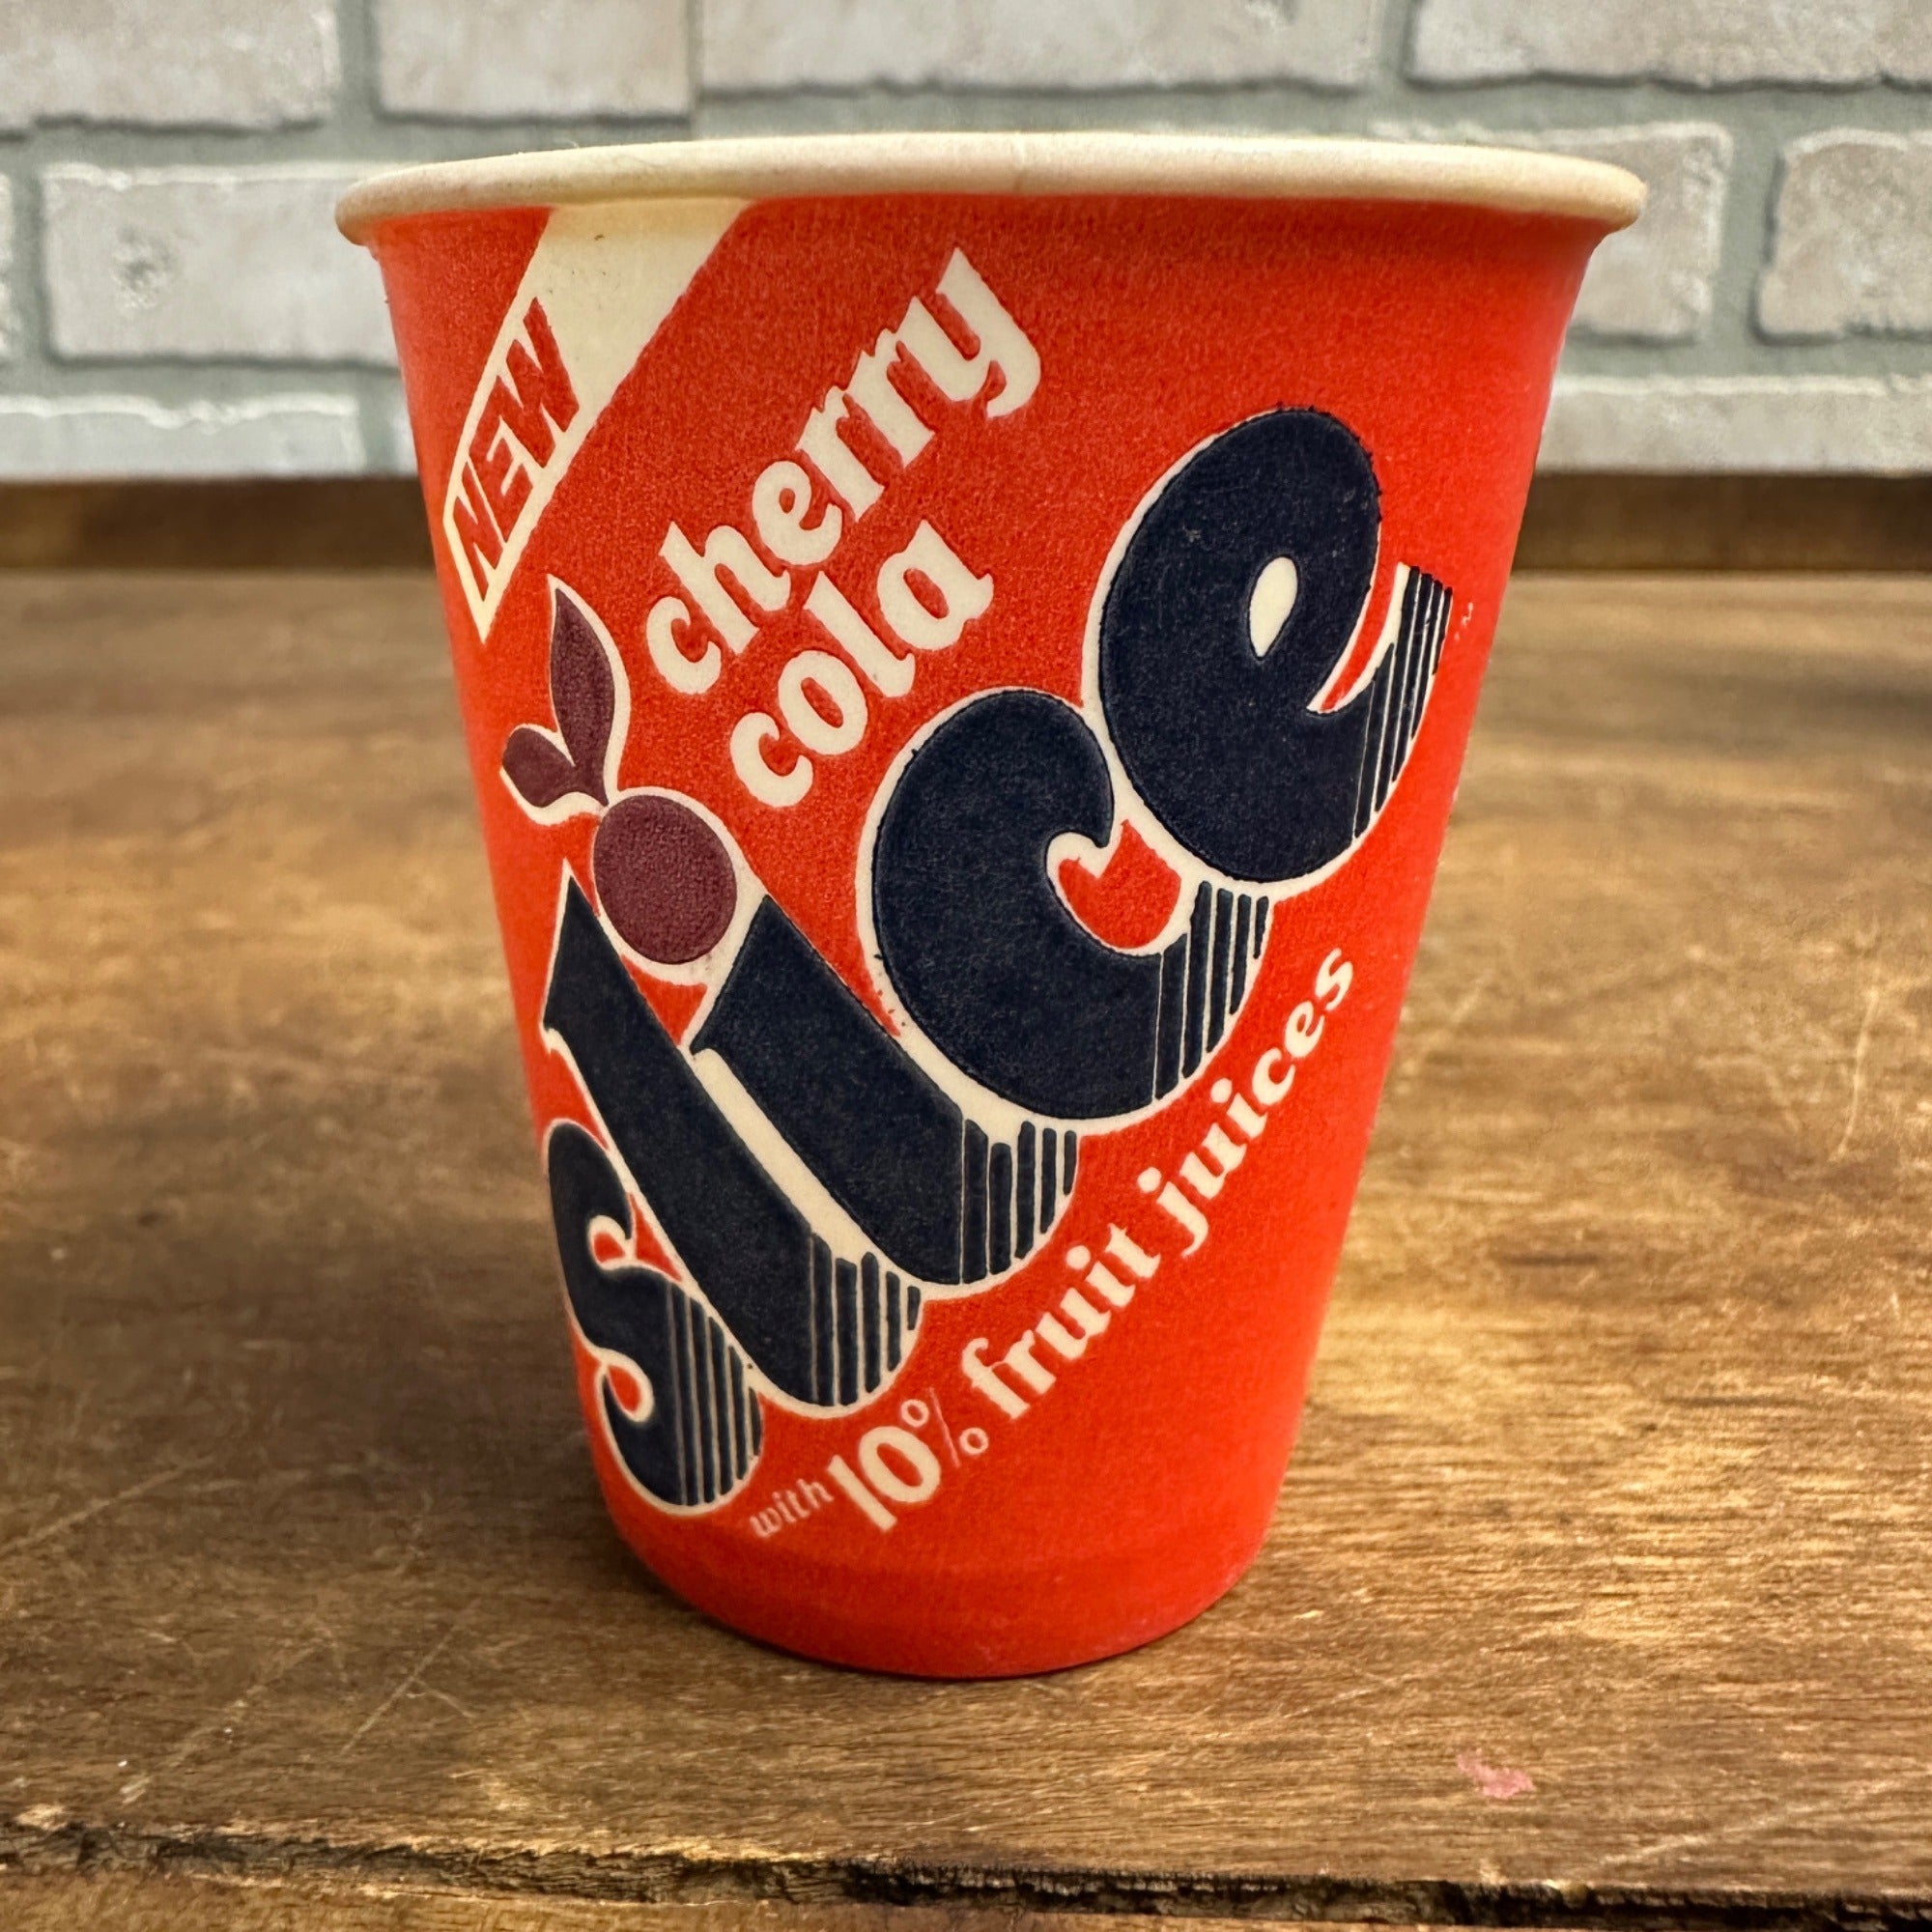 NEW
cherry
cola
slice
with 10% fruit juices